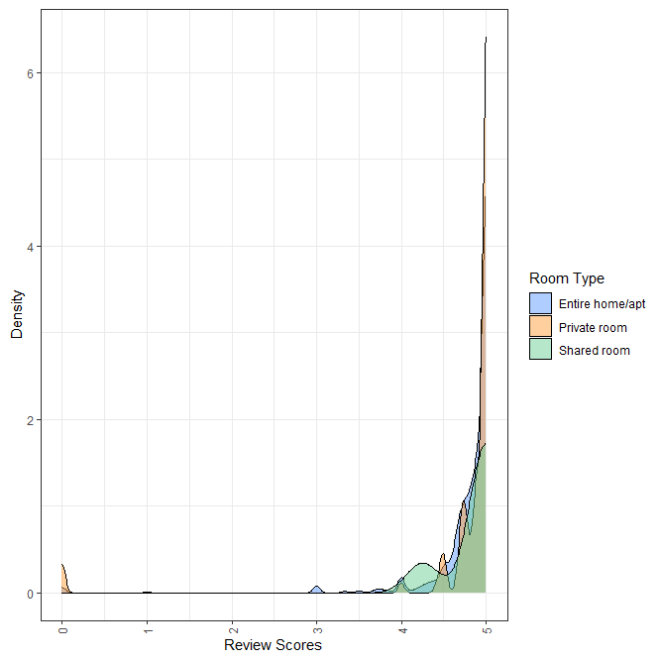 6
4
2
0
Density
0
1
2
3
4
5
Review Scores
Room Type
Entire home/apt
Private room
Shared room